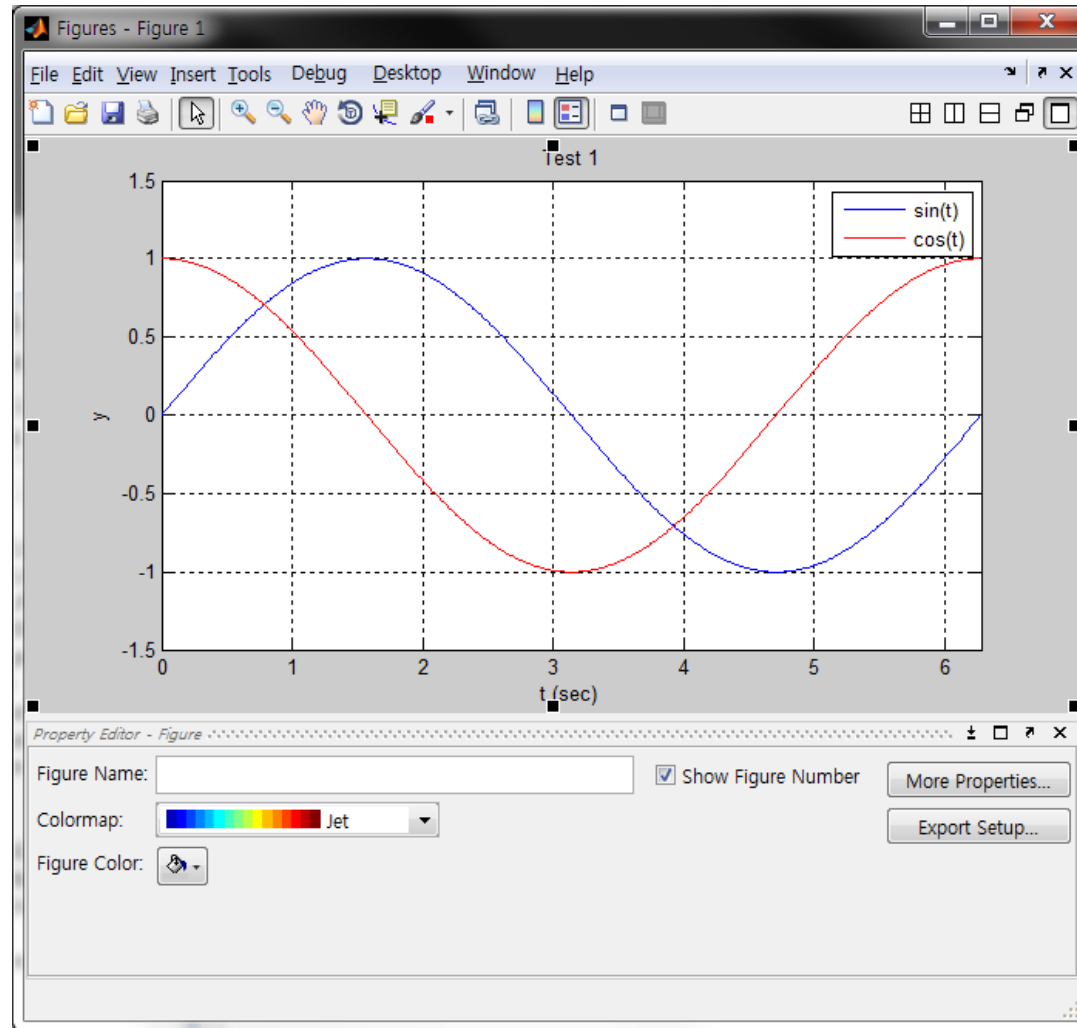 Figures - Figure 1
File Edit View Insert Tools Debug Desktop Window Help
Test 1
1.5
1
0.5
0
-0.5
-1
-1.5
y
sin(t)
cos(t)
0 1 2 3 4 5 6
t (sec)
Property Editor - Figure
Figure Name:
Show Figure Number
More Properties...
Colormap:
Jet
Export Setup...
Figure Color: